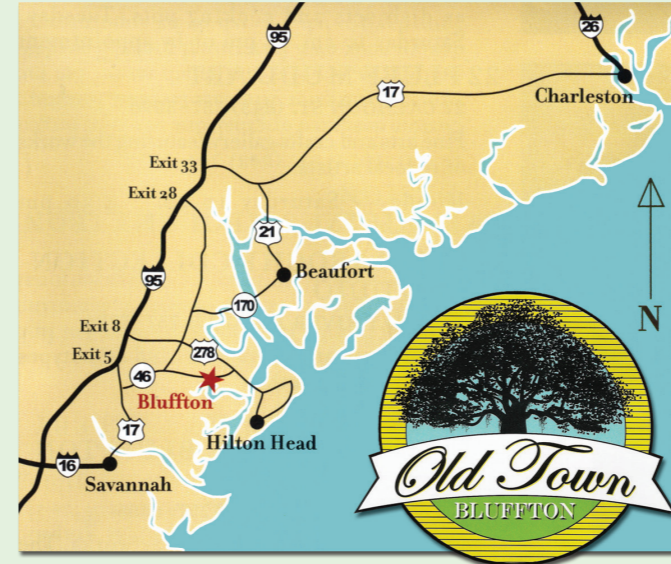 95
26
17
Charleston
Exit 33
Exit 28
21
95
Beaufort
170
N
Exit 8
278
Exit 5
46
Bluffton
17
Hilton Head
16
Savannah
Old Town
BLUFFTON